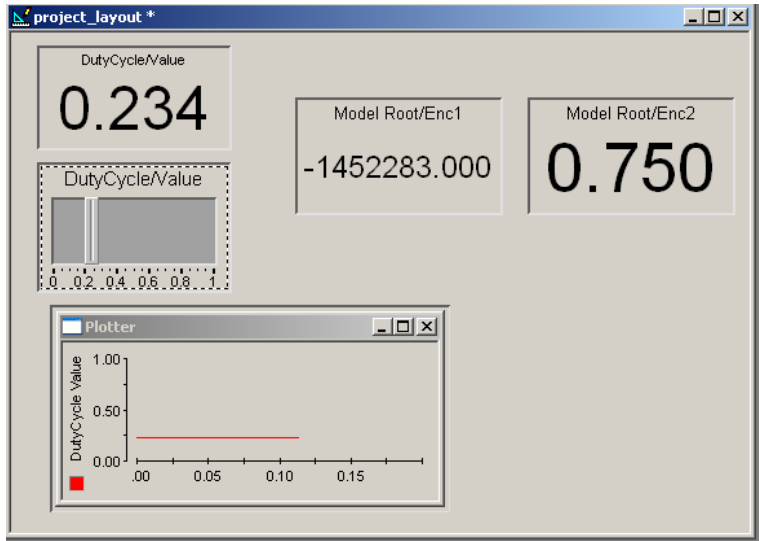 project_layout *
DutyCycle/Value
0.234
Model Root/Enc1
-1452283.000
Model Root/Enc2
0.750
DutyCycle/Value
0 0.2 0.4 0.6 0.8 1
Plotter
DutyCycle Value
1.00
0.50
0.00
.00 0.05 0.10 0.15